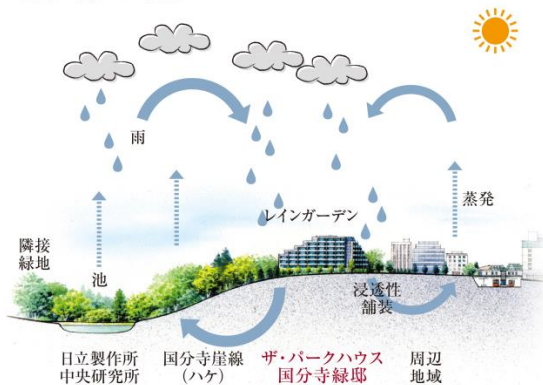 雨
レインガーデン
蒸発
隣接
緑地
池
浸透性
舗装
日立製作所
中央研究所
国分寺崖線
(ハケ)
ザ・パークハウス
国分寺緑邸
周辺
地域